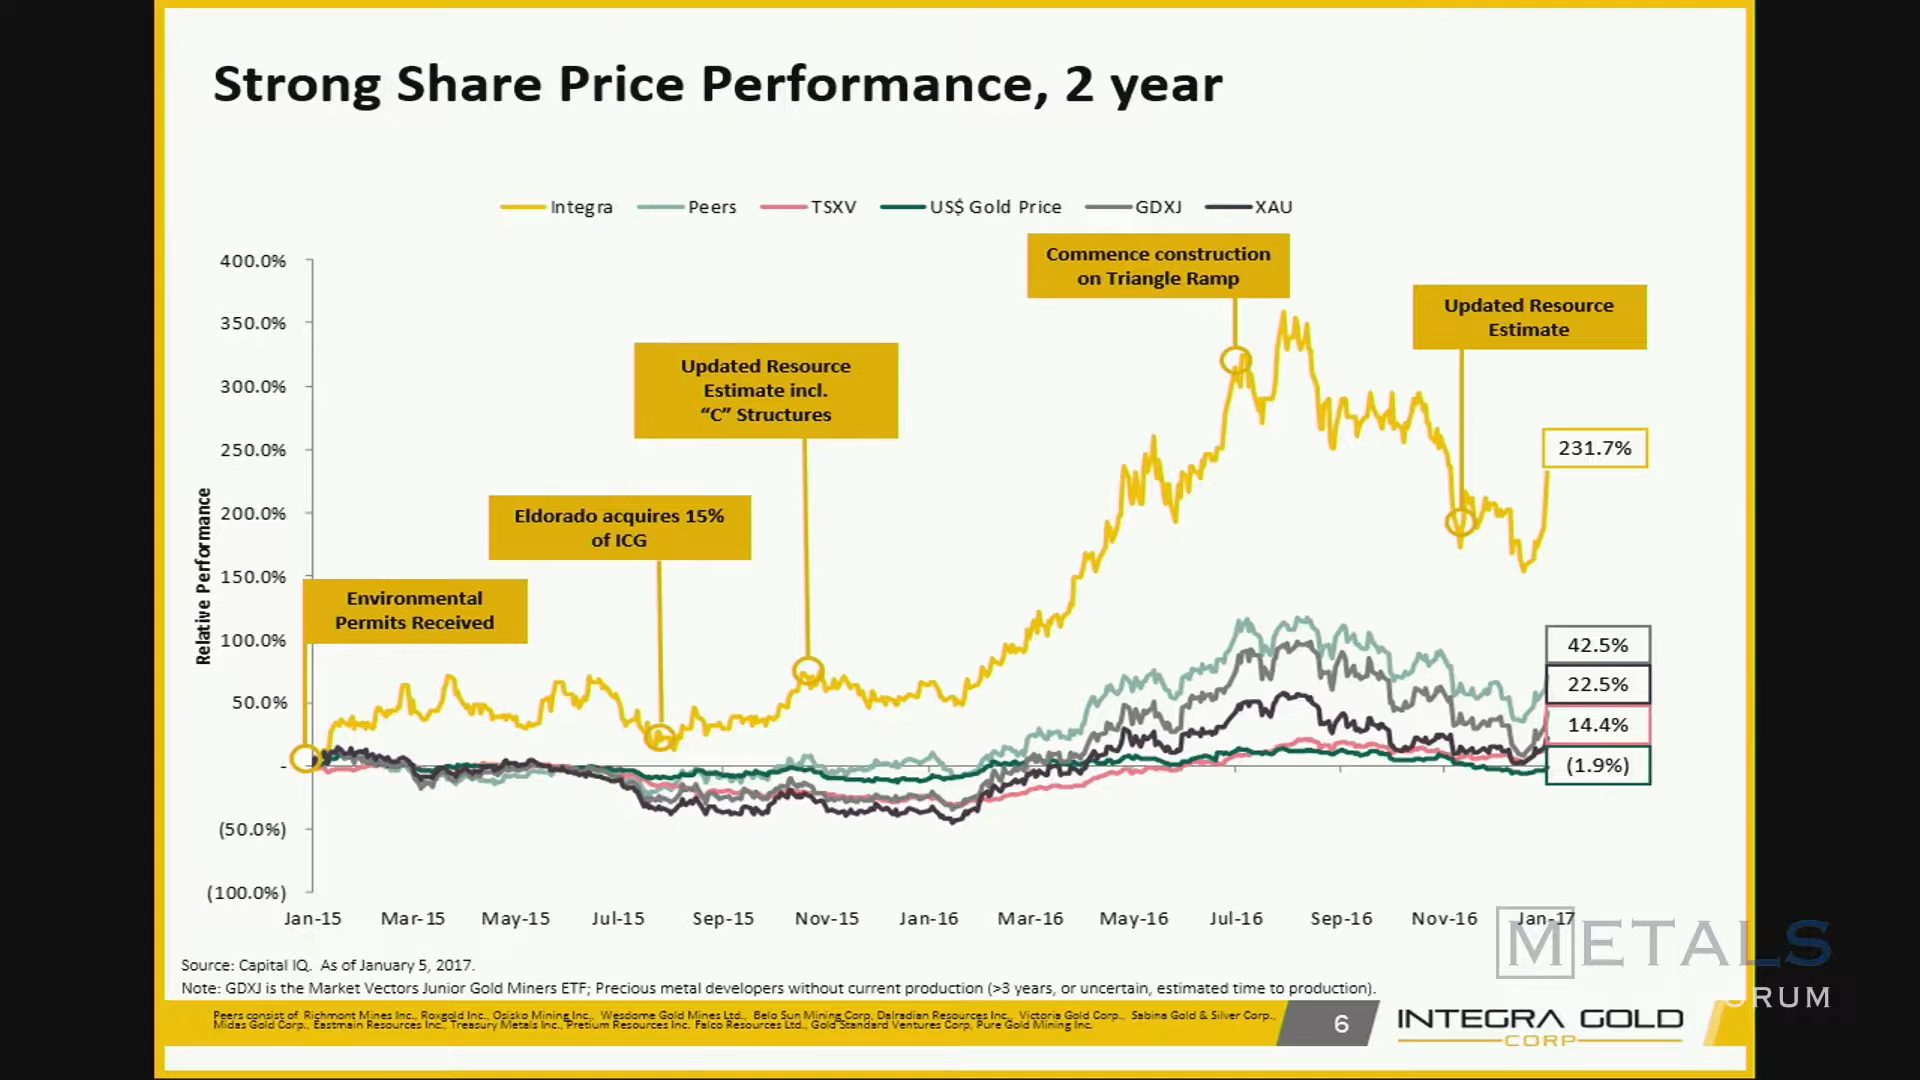 Strong Share Price Performance, 2 year
Integra Peers TSXV US$ Gold Price GDXJ XAU
Commence construction
on Triangle Ramp
Updated Resource
Estimate
Updated Resource
Estimate incl.
“C” Structures
Eldorado acquires 15%
of ICG
Environmental
Permits Received
Relative Performance
400.0%
350.0%
300.0%
250.0%
200.0%
150.0%
100.0%
50.0%
-
(50.0%)
(100.0%)
231.7%
42.5%
22.5%
14.4%
(1.9%)
Jan-15 Mar-15 May-15 Jul-15 Sep-15 Nov-15 Jan-16 Mar-16 May-16 Jul-16 Sep-16 Nov-16 Jan-17
Source: Capital IQ. As of January 5, 2017.
Note: GDXJ is the Market Vectors Junior Gold Miners ETF; Precious metal developers without current production (>3 years, or uncertain, estimated time to production).
Peers consist of Richmont Mines Inc., Roxgold Inc., Osisko Mining Inc., Wesdome Gold Mines Ltd., Belo Sun Mining Corp, Dalradian Resources Inc., Victoria Gold Corp., Sabina Gold & Silver Corp.,
Midas Gold Corp., Eastmain Resources Inc., Treasury Metals Inc., Pretium Resources Inc. Falco Resources Ltd., Gold Standard Ventures Corp, Pure Gold Mining Inc.
6
INTEGRA GOLD
CORP
METALS
ORUM